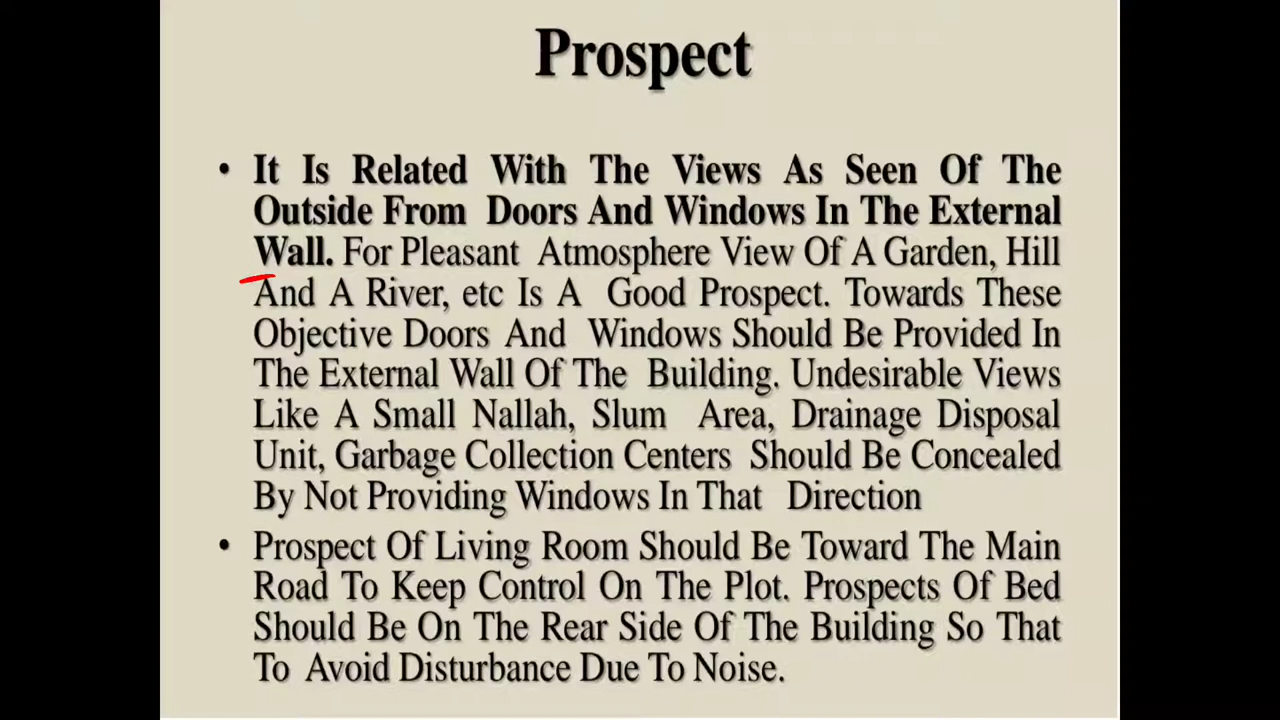 Prospect
• It Is Related With The Views As Seen Of The
Outside From Doors And Windows In The External
Wall. For Pleasant Atmosphere View Of A Garden, Hill
And A River, etc Is A Good Prospect. Towards These
Objective Doors And Windows Should Be Provided In
The External Wall Of The Building. Undesirable Views
Like A Small Nallah, Slum Area, Drainage Disposal
Unit, Garbage Collection Centers Should Be Concealed
By Not Providing Windows In That Direction
• Prospect Of Living Room Should Be Toward The Main
Road To Keep Control On The Plot. Prospects Of Bed
Should Be On The Rear Side Of The Building So That
To Avoid Disturbance Due To Noise.